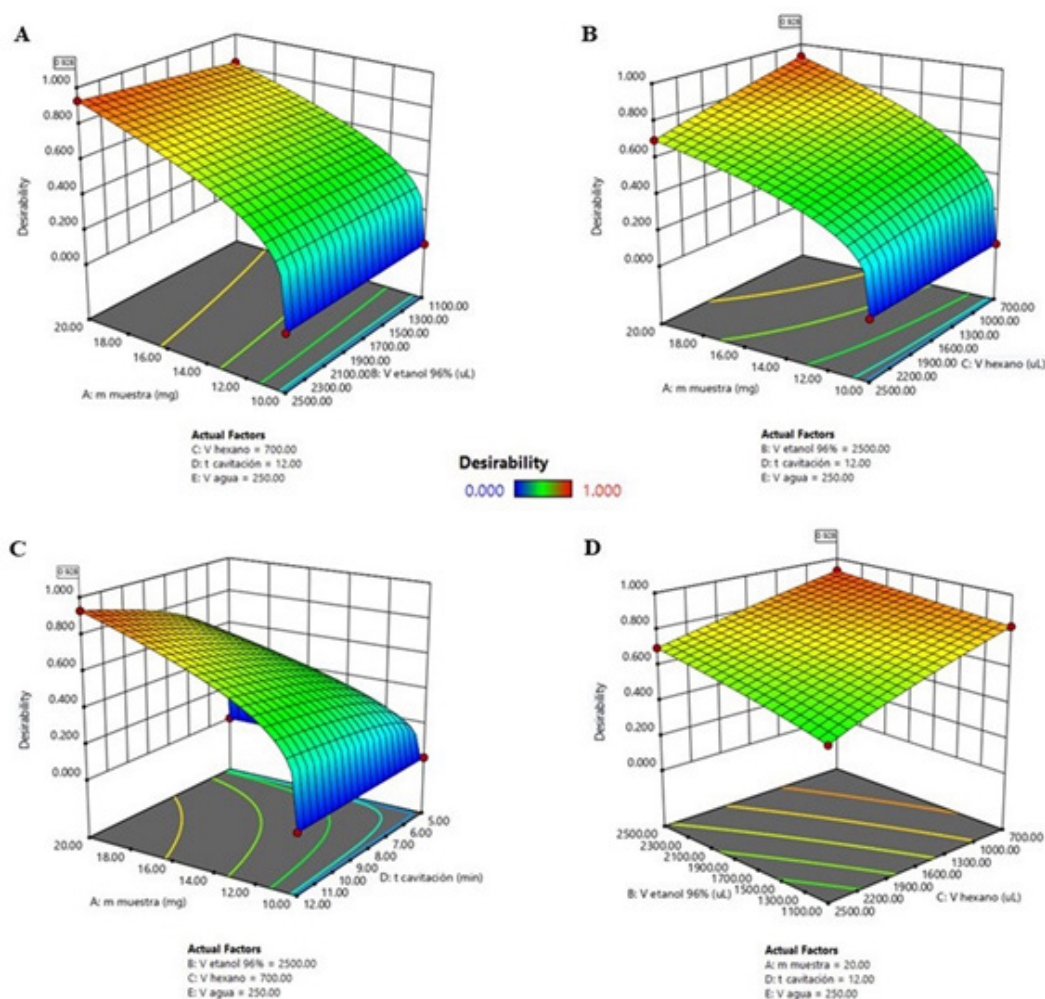 A
0.928
1.000
0.800
0.600
0.400
0.200
0.000
Desirability
20.00
18.00
16.00
14.00
12.00
10.00
A: m muestra (mg)
1100.00
1300.00
1500.00
1700.00
1900.00
2100.00
2300.00
2500.00
B: V etanol 96% (uL)
Actual Factors
C: V hexano = 700.00
D: t cavitación = 12.00
E: V agua = 250.00
B
0.928
1.000
0.800
0.600
0.400
0.200
0.000
Desirability
20.00
18.00
16.00
14.00
12.00
10.00
A: m muestra (mg)
700.00
1000.00
1300.00
1600.00
1900.00
2200.00
2500.00
C: V hexano (uL)
Actual Factors
B: V etanol 96% = 2500.00
D: t cavitación = 12.00
E: V agua = 250.00
Desirability
0.000 1.000
C
0.928
1.000
0.800
0.600
0.400
0.200
0.000
Desirability
20.00
18.00
16.00
14.00
12.00
10.00
A: m muestra (mg)
5.00
6.00
7.00
8.00
9.00
10.00
11.00
12.00
D: t cavitación (min)
Actual Factors
B: V etanol 96% = 2500.00
C: V hexano = 700.00
E: V agua = 250.00
D
0.928
1.000
0.800
0.600
0.400
0.200
0.000
Desirability
2500.00
2300.00
2100.00
1900.00
1700.00
1500.00
1300.00
1100.00
B: V etanol 96% (uL)
700.00
1000.00
1300.00
1600.00
1900.00
2200.00
2500.00
C: V hexano (uL)
Actual Factors
A: m muestra = 20.00
D: t cavitación = 12.00
E: V agua = 250.00